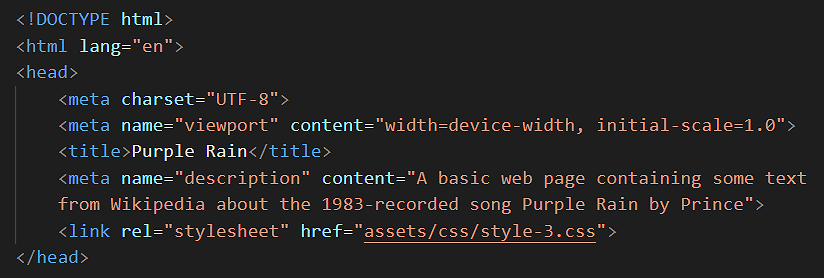 <!DOCTYPE html>
<html lang="en">
<head>
<meta charset="UTF-8">
<meta name="viewport" content="width=device-width, initial-scale=1.0">
<title>Purple Rain</title>
<meta name="description" content="A basic web page containing some text
from Wikipedia about the 1983-recorded song Purple Rain by Prince">
<link rel="stylesheet" href="assets/css/style-3.css">
</head>